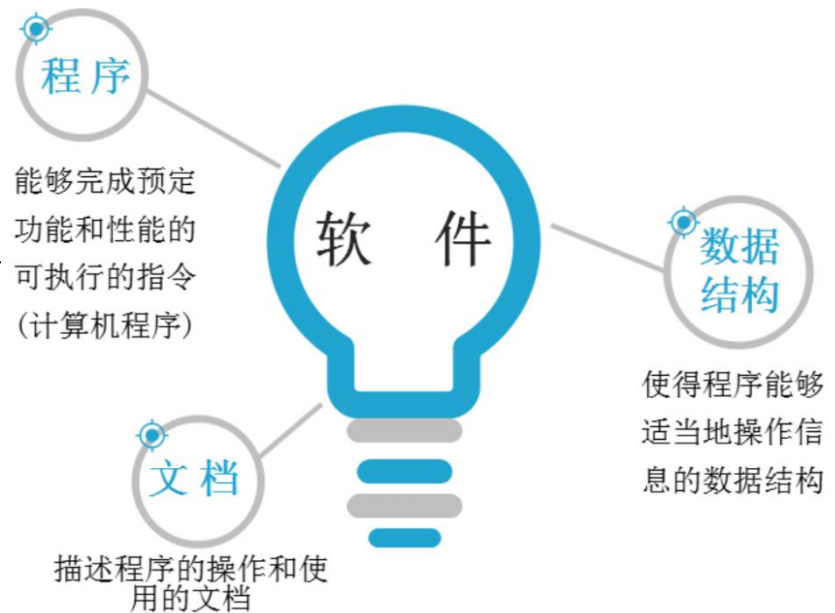 程序
能够完成预定
功能和性能的
可执行的指令
(计算机程序)
软 件
数据
结构
使得程序能够
适当地操作信
息的数据结构
文档
描述程序的操作和使
用的文档